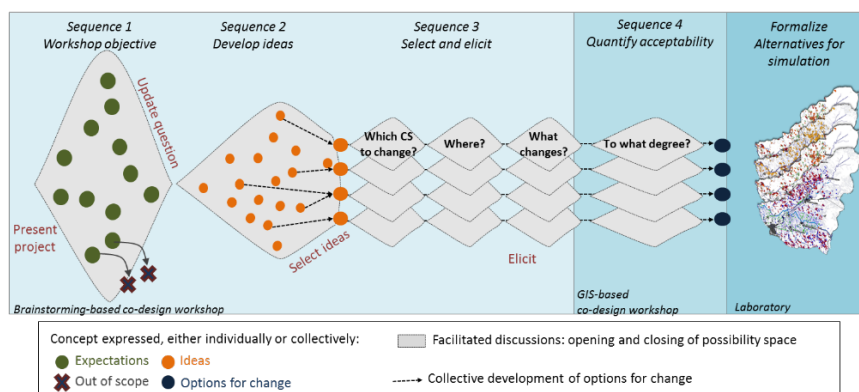 Sequence 1
Workshop objective
Sequence 2
Develop ideas
Sequence 3
Select and elicit
Sequence 4
Quantify acceptability
Formalize
Alternatives for
simulation
Update question
Present
project
Select ideas
Which CS
to change?
Where?
What
changes?
To what degree?
Elicit
Brainstorming-based co-design workshop
GIS-based
co-design workshop
Laboratory
Concept expressed, either individually or collectively:
Facilitated discussions: opening and closing of possibility space
Expectations
Ideas
Out of scope
Options for change
Collective development of options for change